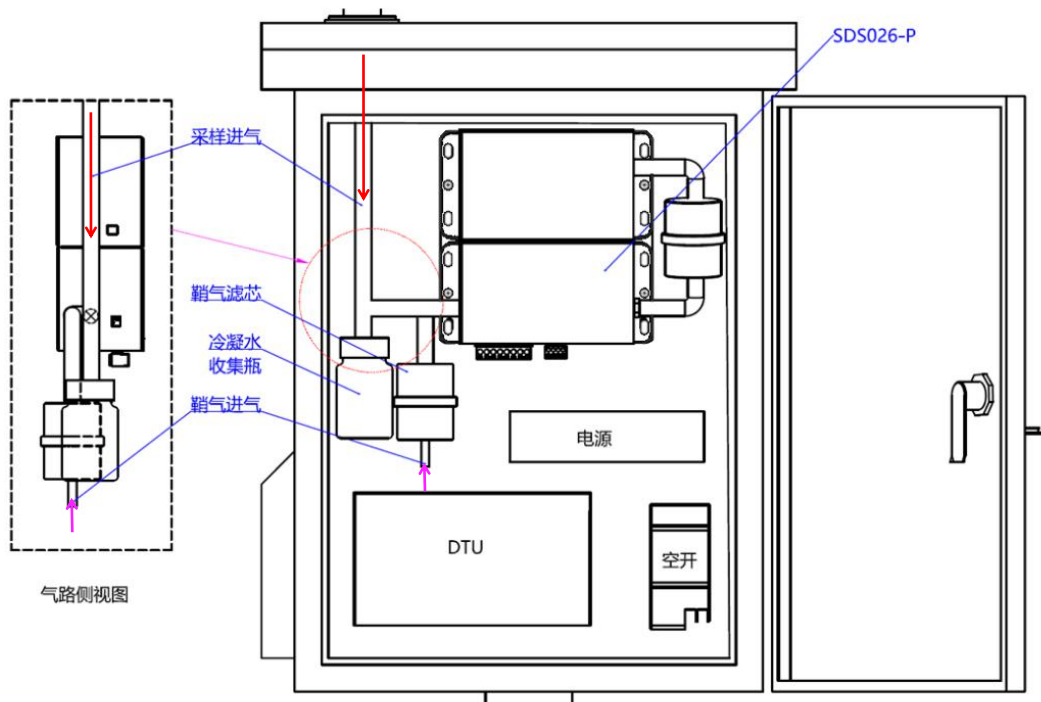 SDS026-P
采样进气
鞘气滤芯
冷凝水
收集瓶
鞘气进气
电源
DTU
空开
气路侧视图